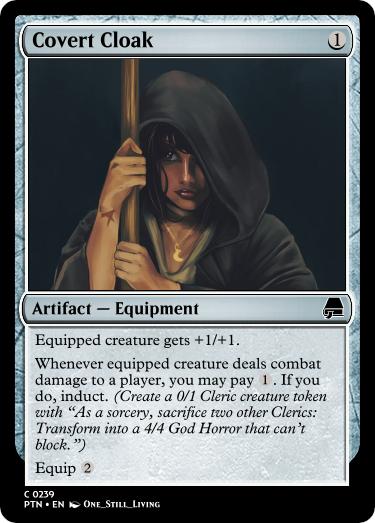 Covert Cloak 1
Artifact — Equipment
Equipped creature gets +1/+1.
Whenever equipped creature deals combat
damage to a player, you may pay 1. If you
do, induct. (Create a 0/1 Cleric creature token
with “As a sorcery, sacrifice two other Clerics:
Transform into a 4/4 God Horror that can't
block.”)
Equip 2
C 0239
PTN • EN One_Still_Living